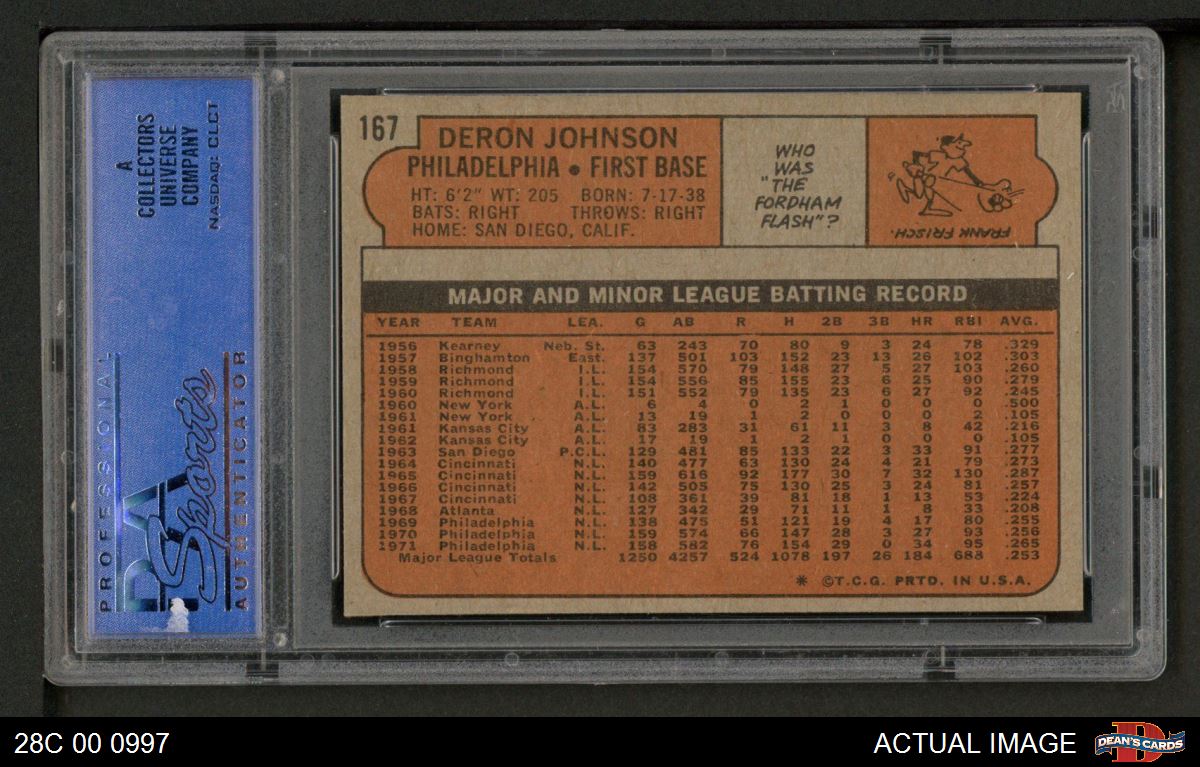 A
COLLECTORS
UNIVERSE
COMPANY
NASDAQ: CLCT
PROFESSIONAL
PSA
Sports
AUTHENTICATOR
167
DERON JOHNSON
PHILADELPHIA • FIRST BASE
HT: 6'2" WT: 205 BORN: 7-17-38
BATS: RIGHT THROWS: RIGHT
HOME: SAN DIEGO, CALIF.
WHO
WAS
"THE
FORDHAM
FLASH"?
FRANK FRISCH.
MAJOR AND MINOR LEAGUE BATTING RECORD
YEAR TEAM LEA. G AB R H 2B 3B HR RBI AVG.
1956 Kearney Neb. St. 63 243 70 80 9 3 24 78 .329
1957 Binghamton East. 137 501 103 152 23 13 26 102 .303
1958 Richmond I.L. 154 570 79 148 27 5 27 103 .260
1959 Richmond I.L. 154 556 85 155 23 6 25 90 .279
1960 Richmond I.L. 151 552 79 135 23 6 27 92 .245
1960 New York A.L. 6 4 0 2 1 0 0 0 .500
1961 New York A.L. 13 19 1 2 0 0 0 2 .105
1961 Kansas City A.L. 83 283 31 61 11 3 8 42 .216
1962 Kansas City A.L. 17 19 1 2 1 0 0 0 .105
1963 San Diego P.C.L. 129 481 85 133 22 3 33 91 .277
1964 Cincinnati N.L. 140 477 63 130 24 4 21 79 .273
1965 Cincinnati N.L. 159 616 92 177 30 7 32 130 .287
1966 Cincinnati N.L. 142 505 75 130 25 3 24 81 .257
1967 Cincinnati N.L. 108 361 39 81 18 1 13 53 .224
1968 Atlanta N.L. 127 342 29 71 11 1 8 33 .208
1969 Philadelphia N.L. 138 475 51 121 19 4 17 80 .255
1970 Philadelphia N.L. 159 574 66 147 28 3 27 93 .256
1971 Philadelphia N.L. 158 582 76 154 29 0 34 95 .265
Major League Totals 1250 4257 524 1078 197 26 184 688 .253
* ©T.C.G. PRTD. IN U.S.A.
28C 00 0997
ACTUAL IMAGE
D
DEAN'S CARDS